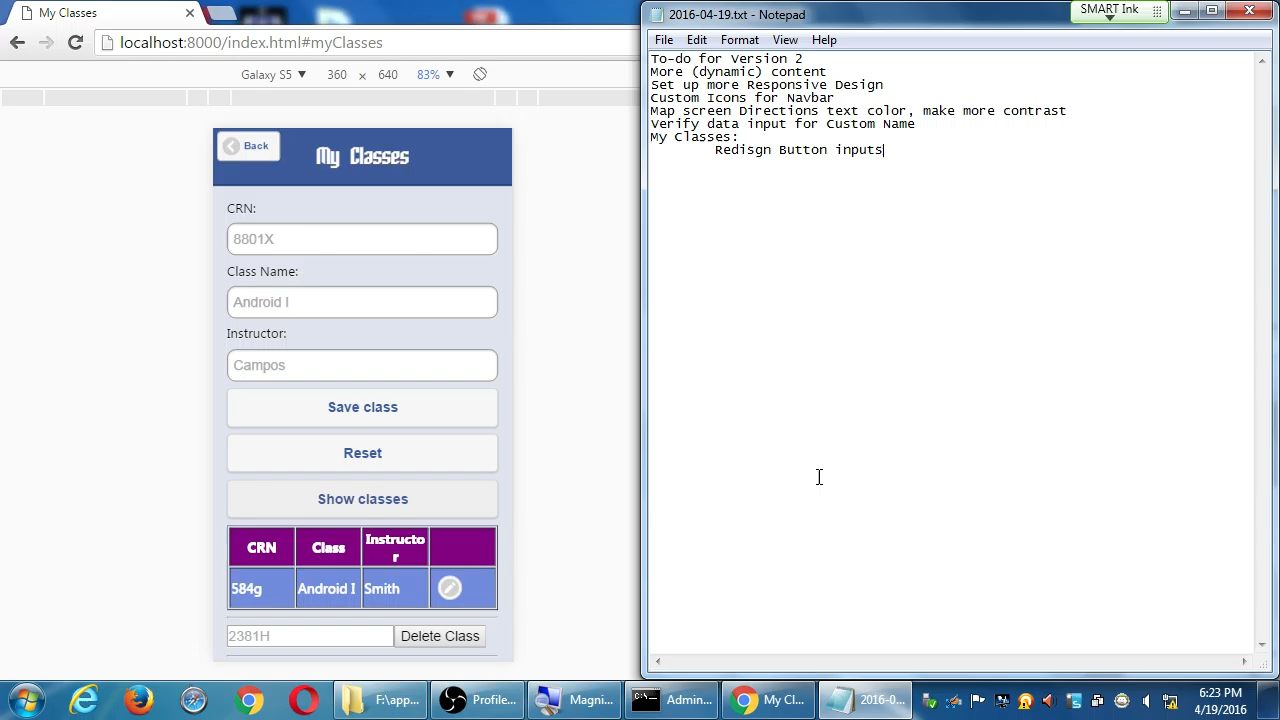 My Classes
2016-04-19.txt - Notepad
SMART Ink
localhost:8000/index.html#myClasses
File Edit Format View Help
Galaxy S5 360 x 640 83%
To-do for Version 2
More (dynamic) content
Set up more Responsive Design
Custom Icons for Navbar
Map screen Directions text color, make more contrast
Verify data input for Custom Name
My Classes:
Redisgn Button inputs
Back
My Classes
CRN:
8801X
Class Name:
Android I
Instructor:
Campos
Save class
Reset
Show classes
CRN Class Instructo
r
584g Android I Smith
2381H Delete Class
F:\app... Profile... Magni... Admin... My Cl... 2016-0...
6:23 PM
4/19/2016